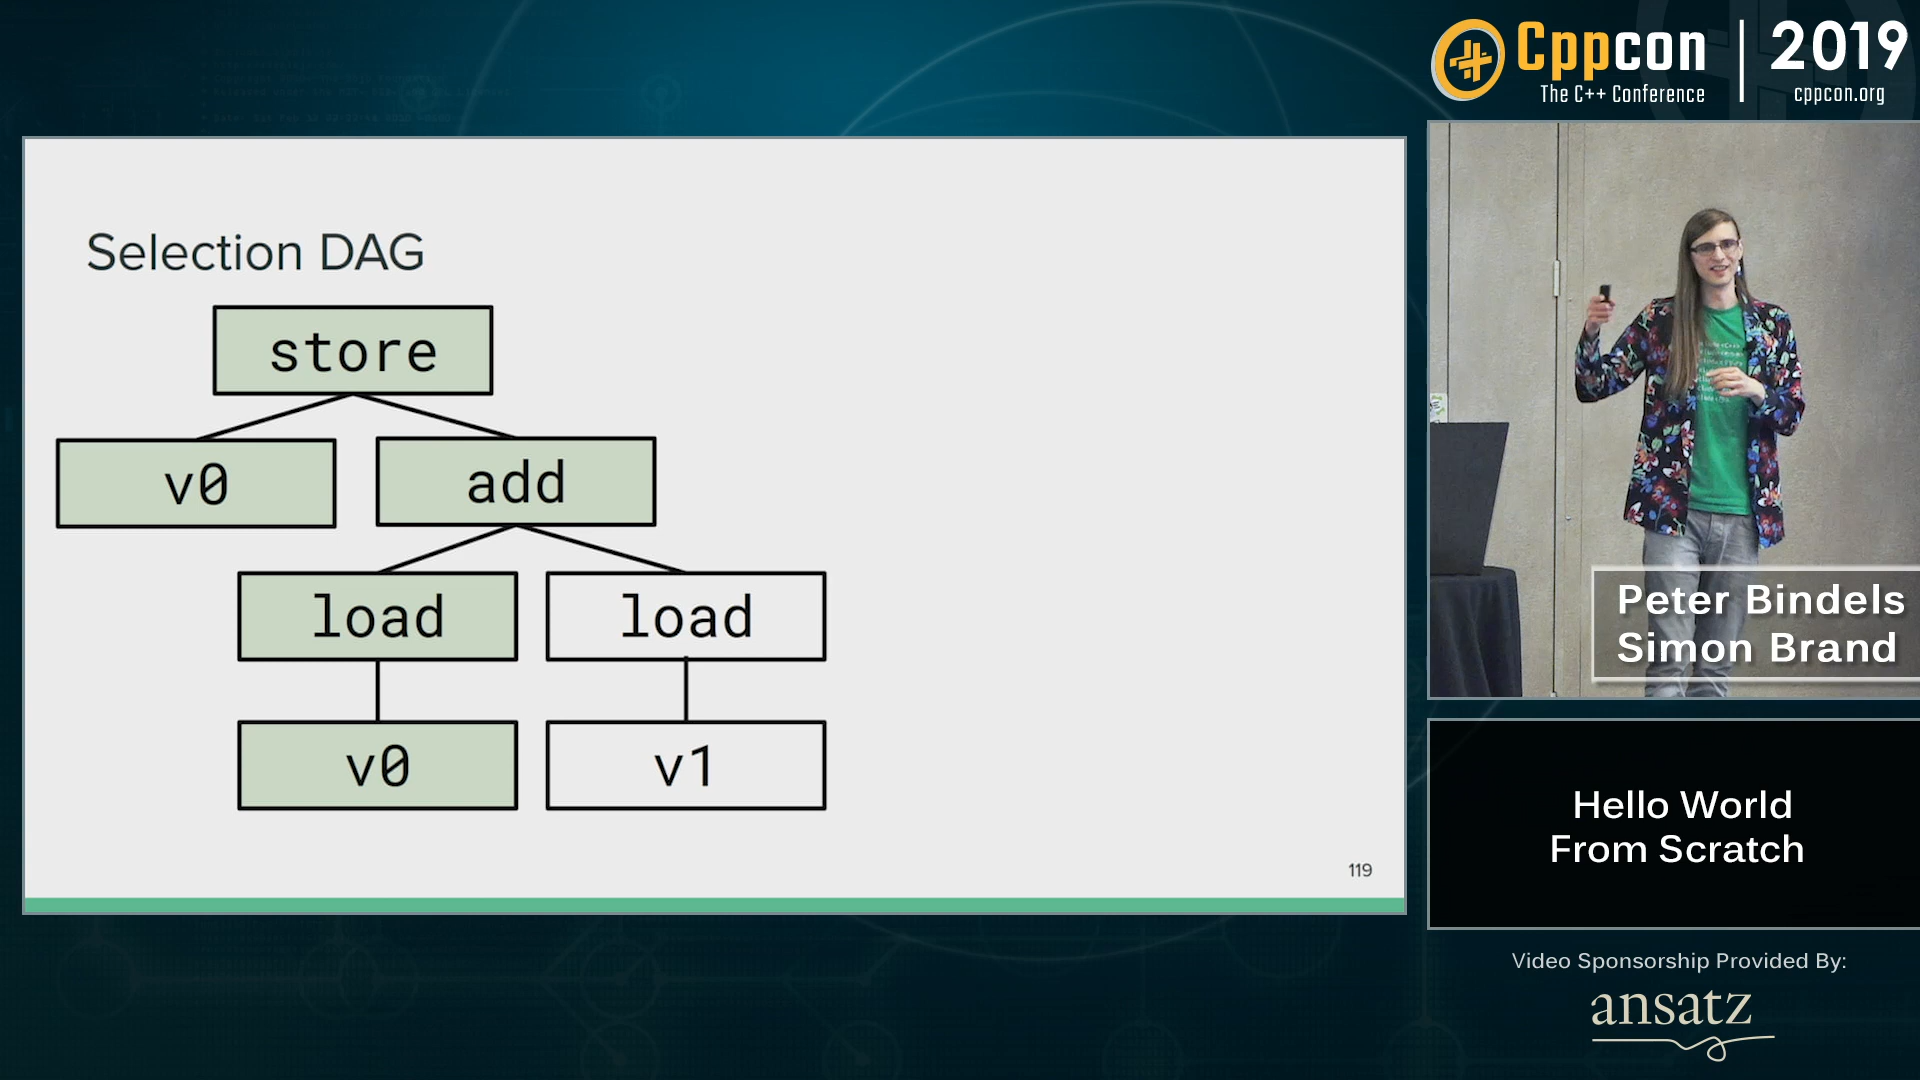 Cppcon
The C++ Conference
2019
cppcon.org
Selection DAG
store
v0
add
load
load
v0
v1
119
Peter Bindels
Simon Brand
Hello World
From Scratch
Video Sponsorship Provided By:
ansatz